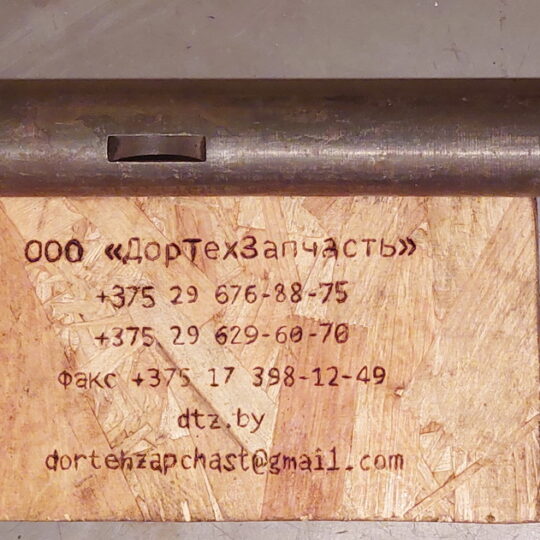 ООО «ДорТехЗапчасть»
+375 29 676-88-75
+375 29 629-60-70
Факс +375 17 398-12-49
dtz.by
dortehzapchast@gmail.com